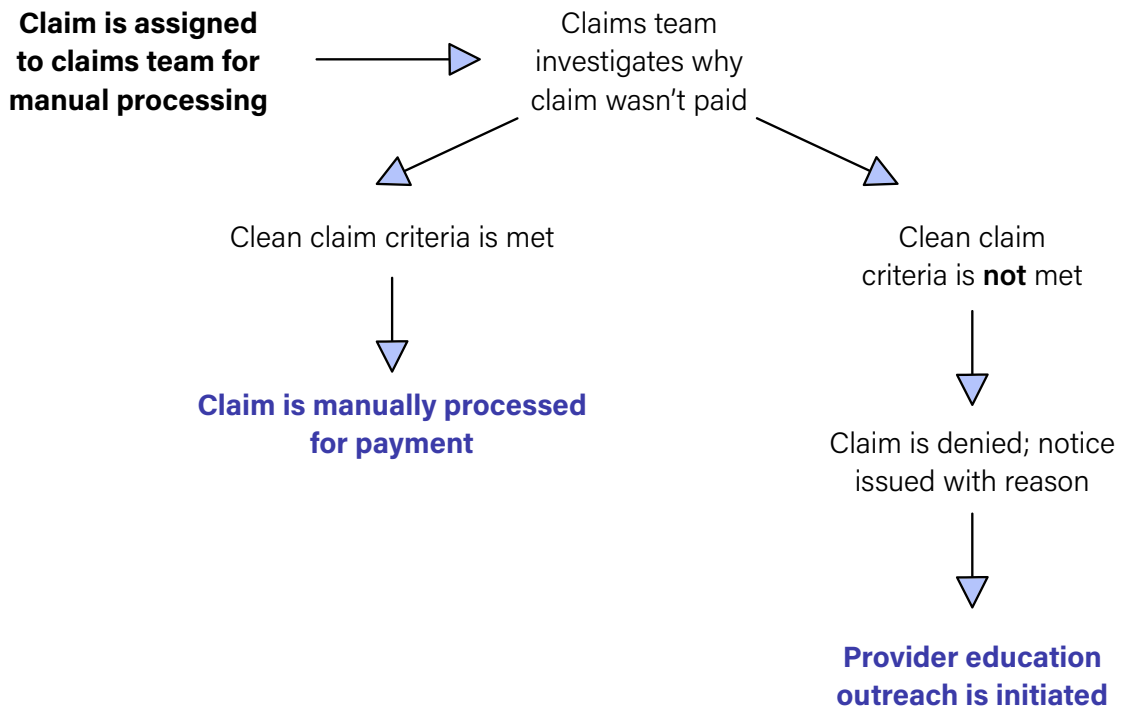 Claim is assigned
to claims team for
manual processing
Claims team
investigates why
claim wasn't paid
Clean claim criteria is met
Clean claim
criteria is not met
Claim is manually processed
for payment
Claim is denied; notice
issued with reason
Provider education
outreach is initiated